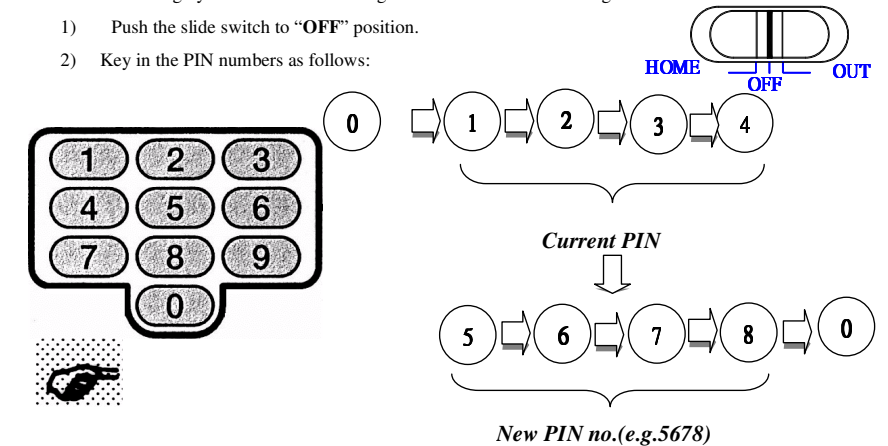 1) Push the slide switch to “OFF” position.
2) Key in the PIN numbers as follows:
HOME OFF OUT
0 1 2 3 4
Current PIN
1 2 3
4 5 6
7 8 9
0
5 6 7 8 0
New PIN no.(e.g.5678)